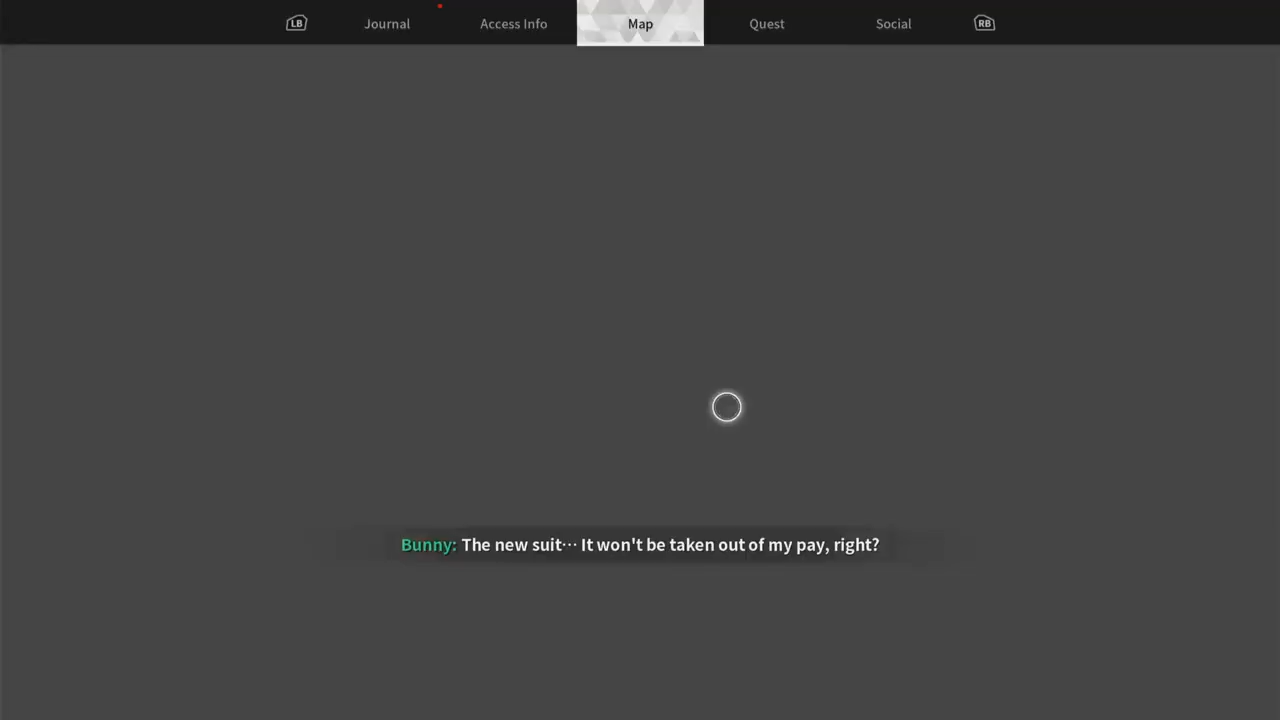 LB Journal Access Info Map Quest Social RB
Bunny: The new suit··· It won't be taken out of my pay, right?